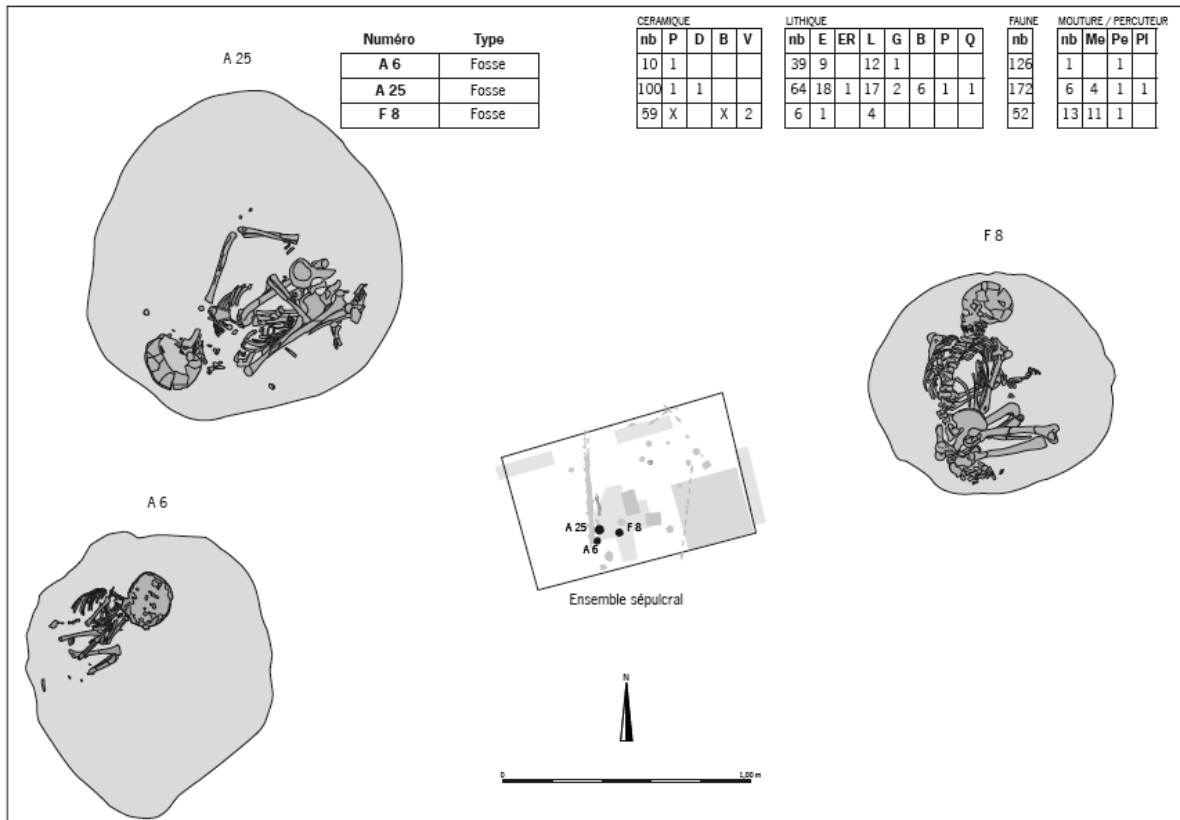 CERAMIQUE LITHIQUE FAUNE MOUTURE / PERCUTEUR
Numéro Type nb P D B V nb E ER L G B P Q nb nb Me Pe Pl
A 6 Fosse 10 1 39 9 12 1 126 1 1
A 25 Fosse 100 1 1 64 18 1 17 2 6 1 1 172 6 4 1 1
F 8 Fosse 59 X X 2 6 1 4 52 13 11 1
A 25
F 8
A 6
A 25 F 8
A 6
Ensemble sépulcral
N
0 1,00 m